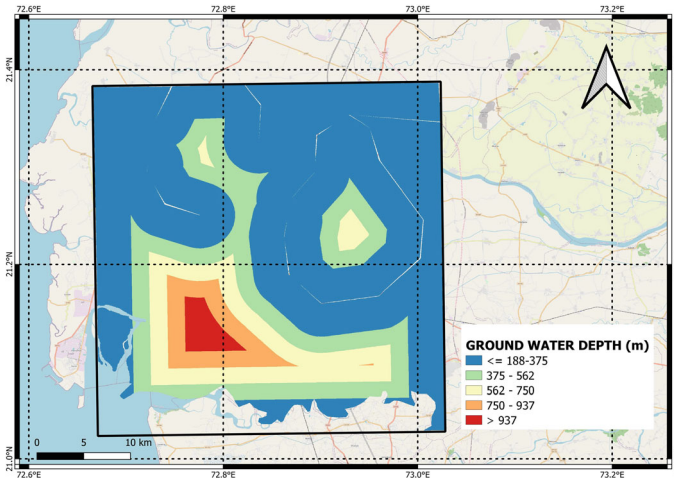 72.6°E 72.8°E 73.0°E 73.2°E
21.4°N
21.4°N
21.2°N
21.2°N
GROUND WATER DEPTH (m)
<= 188-375
375 - 562
562 - 750
750 - 937
> 937
0 5 10 km
21.0°N
21.0°N
72.6°E 72.8°E 73.0°E 73.2°E